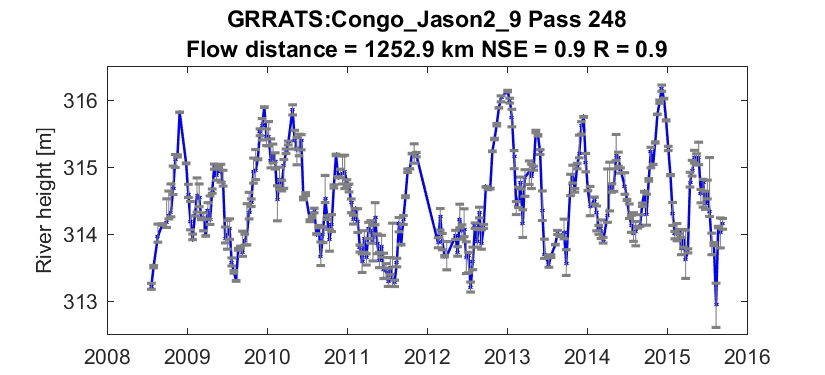 GRRATS:Congo_Jason2_9 Pass 248
Flow distance = 1252.9 km NSE = 0.9 R = 0.9
River height [m]
316
315
314
313
2008 2009 2010 2011 2012 2013 2014 2015 2016